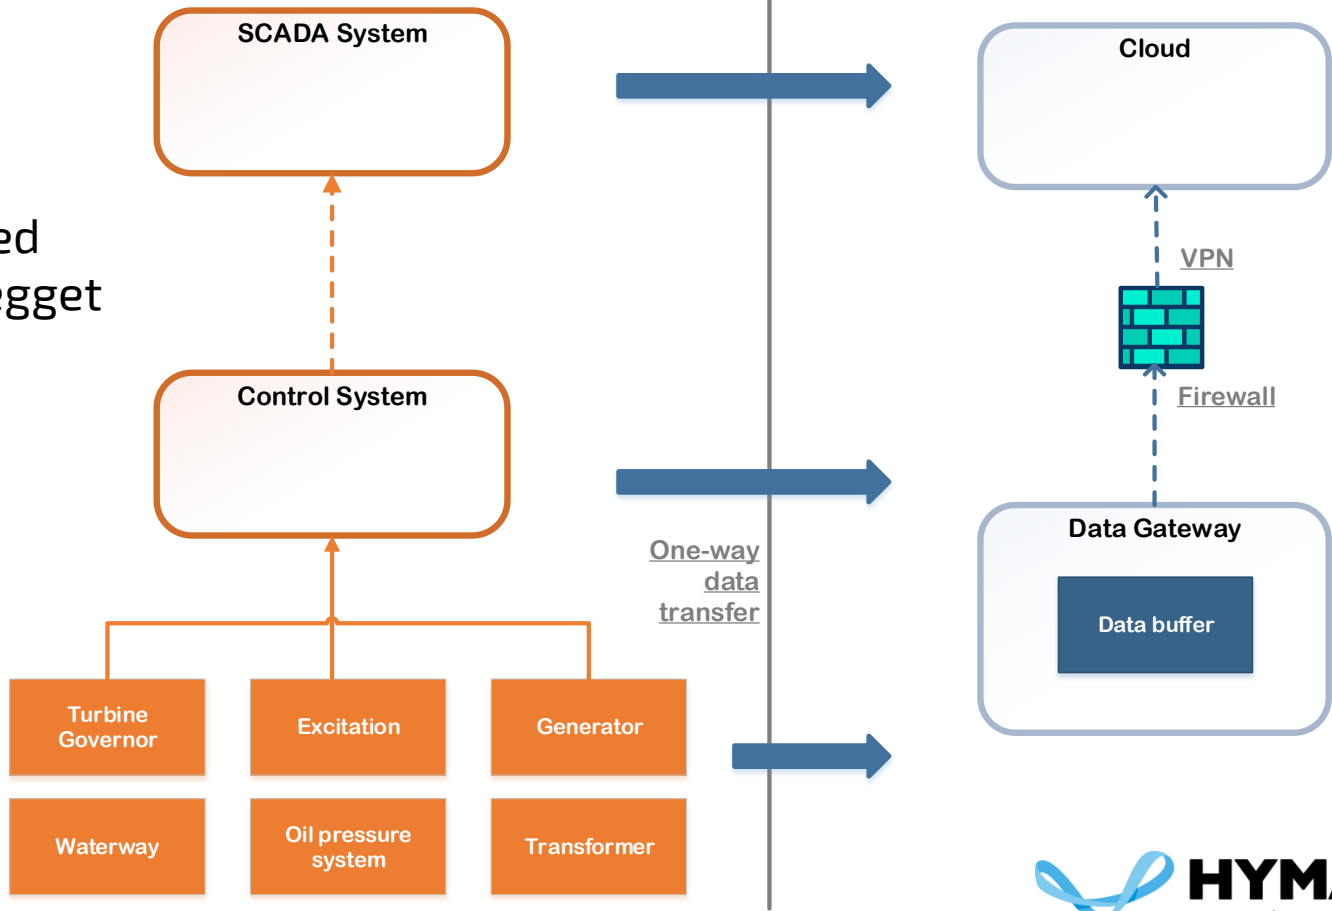 SCADA System
Cloud
ed
egget
VPN
Control System
Firewall
One-way
data
transfer
Data Gateway
Data buffer
Turbine
Governor
Excitation
Generator
Waterway
Oil pressure
system
Transformer
HYMA